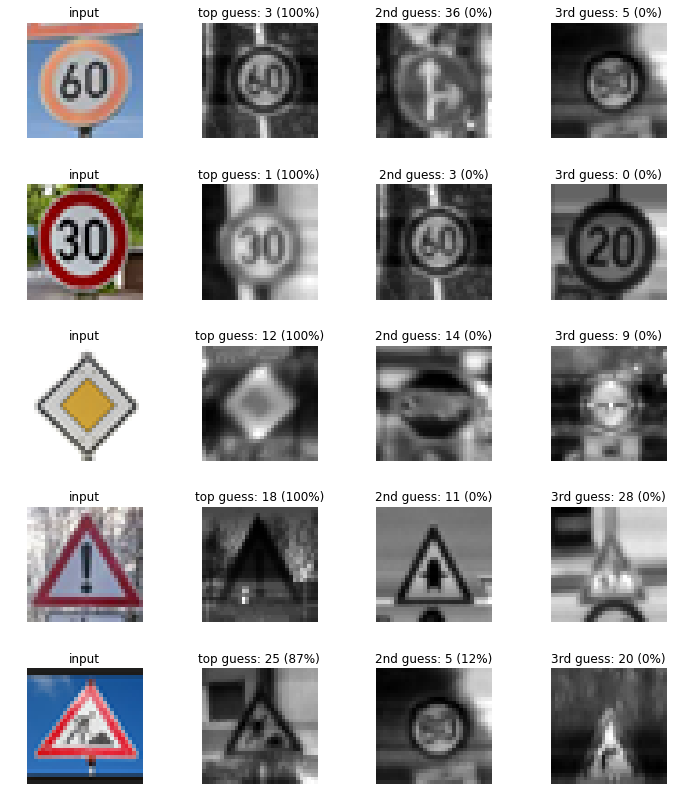 input top guess: 3 (100%) 2nd guess: 36 (0%) 3rd guess: 5 (0%)
60 60
input top guess: 1 (100%) 2nd guess: 3 (0%) 3rd guess: 0 (0%)
30 30 60 20
input top guess: 12 (100%) 2nd guess: 14 (0%) 3rd guess: 9 (0%)
input top guess: 18 (100%) 2nd guess: 11 (0%) 3rd guess: 28 (0%)
input top guess: 25 (87%) 2nd guess: 5 (12%) 3rd guess: 20 (0%)